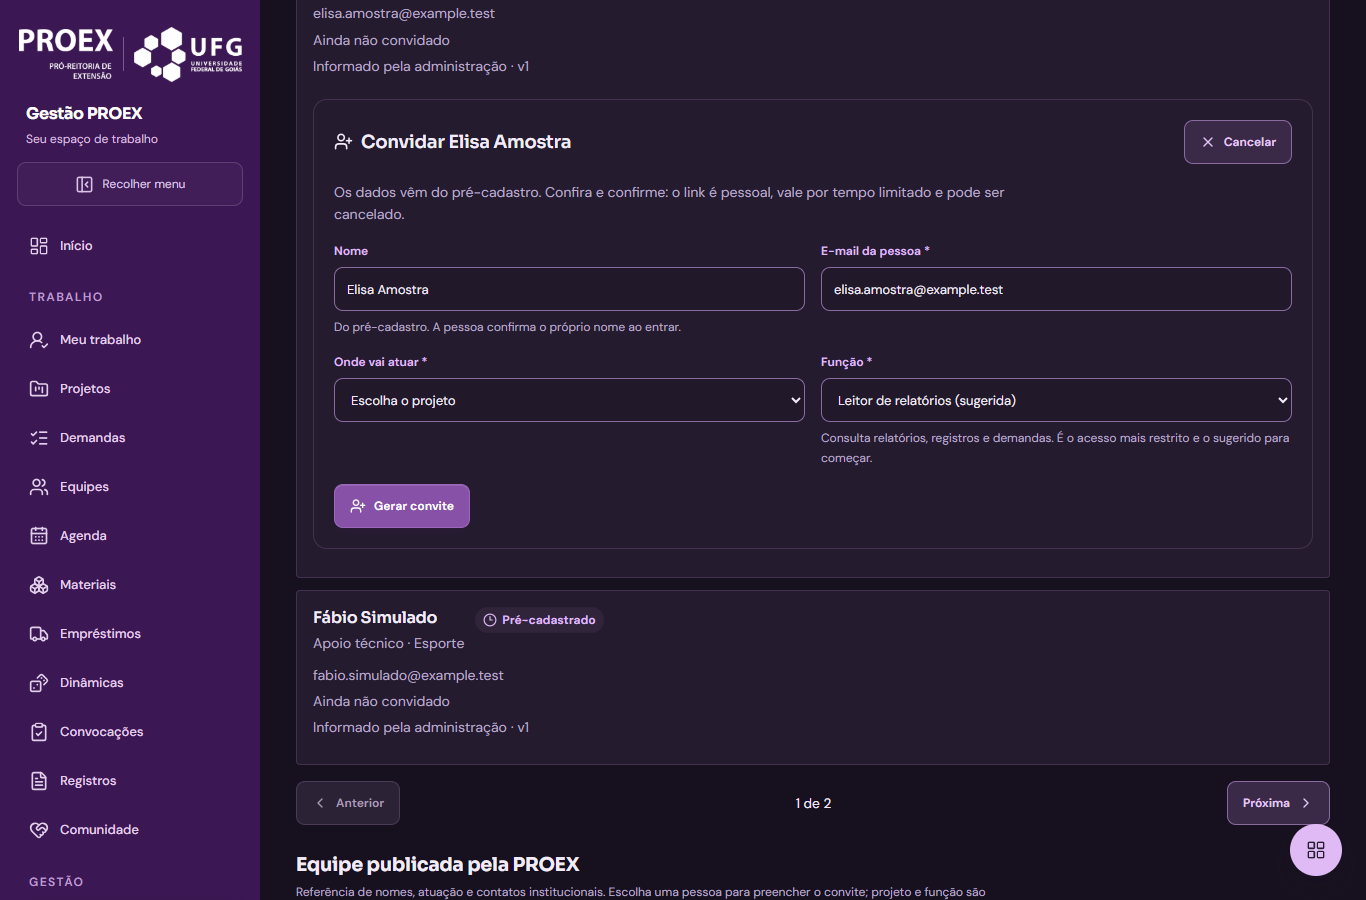 PROEX
PRÓ-REITORIA DE
EXTENSÃO
UFG
UNIVERSIDADE
FEDERAL DE GOIÁS
Gestão PROEX
Seu espaço de trabalho
Recolher menu
Início
TRABALHO
Meu trabalho
Projetos
Demandas
Equipes
Agenda
Materiais
Empréstimos
Dinâmicas
Convocações
Registros
Comunidade
GESTÃO
elisa.amostra@example.test
Ainda não convidado
Informado pela administração · v1
Convidar Elisa Amostra
Cancelar
Os dados vêm do pré-cadastro. Confira e confirme: o link é pessoal, vale por tempo limitado e pode ser
cancelado.
Nome
E-mail da pessoa *
Elisa Amostra
elisa.amostra@example.test
Do pré-cadastro. A pessoa confirma o próprio nome ao entrar.
Onde vai atuar *
Função *
Escolha o projeto
Leitor de relatórios (sugerida)
Consulta relatórios, registros e demandas. É o acesso mais restrito e o sugerido para
começar.
Gerar convite
Fábio Simulado
Pré-cadastrado
Apoio técnico · Esporte
fabio.simulado@example.test
Ainda não convidado
Informado pela administração · v1
Anterior
1 de 2
Próxima
Equipe publicada pela PROEX
Referência de nomes, atuação e contatos institucionais. Escolha uma pessoa para preencher o convite; projeto e função são